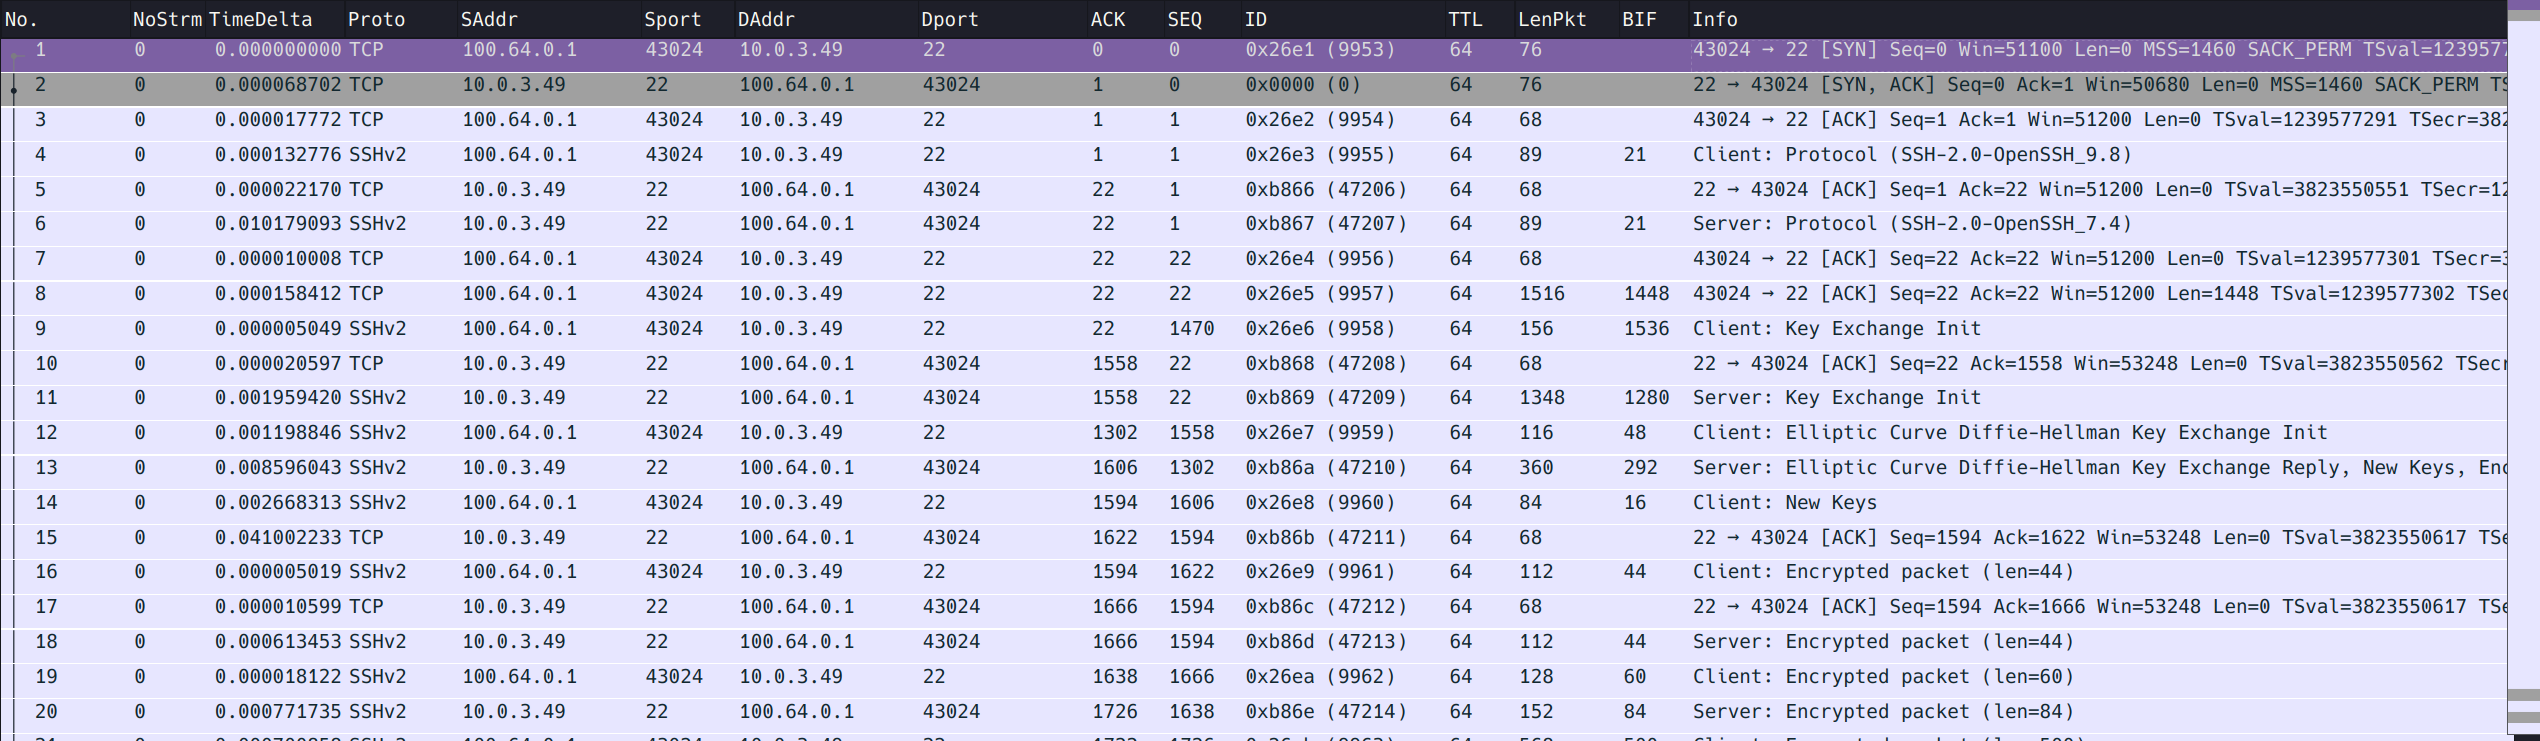 No. NoStrm TimeDelta Proto SAddr Sport DAddr Dport ACK SEQ ID TTL LenPkt BIF Info
1 0 0.000000000 TCP 100.64.0.1 43024 10.0.3.49 22 0 0 0x26e1 (9953) 64 76 43024 → 22 [SYN] Seq=0 Win=51100 Len=0 MSS=1460 SACK_PERM TSval=1239577
2 0 0.000068702 TCP 10.0.3.49 22 100.64.0.1 43024 1 0 0x0000 (0) 64 76 22 → 43024 [SYN, ACK] Seq=0 Ack=1 Win=50680 Len=0 MSS=1460 SACK_PERM TS
3 0 0.000017772 TCP 100.64.0.1 43024 10.0.3.49 22 1 1 0x26e2 (9954) 64 68 43024 → 22 [ACK] Seq=1 Ack=1 Win=51200 Len=0 TSval=1239577291 TSecr=382
4 0 0.000132776 SSHv2 100.64.0.1 43024 10.0.3.49 22 1 1 0x26e3 (9955) 64 89 21 Client: Protocol (SSH-2.0-OpenSSH_9.8)
5 0 0.000022170 TCP 10.0.3.49 22 100.64.0.1 43024 22 1 0xb866 (47206) 64 68 22 → 43024 [ACK] Seq=1 Ack=22 Win=51200 Len=0 TSval=3823550551 TSecr=12
6 0 0.010179093 SSHv2 10.0.3.49 22 100.64.0.1 43024 22 1 0xb867 (47207) 64 89 21 Server: Protocol (SSH-2.0-OpenSSH_7.4)
7 0 0.000010008 TCP 100.64.0.1 43024 10.0.3.49 22 22 22 0x26e4 (9956) 64 68 43024 → 22 [ACK] Seq=22 Ack=22 Win=51200 Len=0 TSval=1239577301 TSecr=3
8 0 0.000158412 TCP 100.64.0.1 43024 10.0.3.49 22 22 22 0x26e5 (9957) 64 1516 1448 43024 → 22 [ACK] Seq=22 Ack=22 Win=51200 Len=1448 TSval=1239577302 TSec
9 0 0.000005049 SSHv2 100.64.0.1 43024 10.0.3.49 22 22 1470 0x26e6 (9958) 64 156 1536 Client: Key Exchange Init
10 0 0.000020597 TCP 10.0.3.49 22 100.64.0.1 43024 1558 22 0xb868 (47208) 64 68 22 → 43024 [ACK] Seq=22 Ack=1558 Win=53248 Len=0 TSval=3823550562 TSecr
11 0 0.001959420 SSHv2 10.0.3.49 22 100.64.0.1 43024 1558 22 0xb869 (47209) 64 1348 1280 Server: Key Exchange Init
12 0 0.001198846 SSHv2 100.64.0.1 43024 10.0.3.49 22 1302 1558 0x26e7 (9959) 64 116 48 Client: Elliptic Curve Diffie-Hellman Key Exchange Init
13 0 0.008596043 SSHv2 10.0.3.49 22 100.64.0.1 43024 1606 1302 0xb86a (47210) 64 360 292 Server: Elliptic Curve Diffie-Hellman Key Exchange Reply, New Keys, Enc
14 0 0.002668313 SSHv2 100.64.0.1 43024 10.0.3.49 22 1594 1606 0x26e8 (9960) 64 84 16 Client: New Keys
15 0 0.041002233 TCP 10.0.3.49 22 100.64.0.1 43024 1622 1594 0xb86b (47211) 64 68 22 → 43024 [ACK] Seq=1594 Ack=1622 Win=53248 Len=0 TSval=3823550617 TSe
16 0 0.000005019 SSHv2 100.64.0.1 43024 10.0.3.49 22 1594 1622 0x26e9 (9961) 64 112 44 Client: Encrypted packet (len=44)
17 0 0.000010599 TCP 10.0.3.49 22 100.64.0.1 43024 1666 1594 0xb86c (47212) 64 68 22 → 43024 [ACK] Seq=1594 Ack=1666 Win=53248 Len=0 TSval=3823550617 TSe
18 0 0.000613453 SSHv2 10.0.3.49 22 100.64.0.1 43024 1666 1594 0xb86d (47213) 64 112 44 Server: Encrypted packet (len=44)
19 0 0.000018122 SSHv2 100.64.0.1 43024 10.0.3.49 22 1638 1666 0x26ea (9962) 64 128 60 Client: Encrypted packet (len=60)
20 0 0.000771735 SSHv2 10.0.3.49 22 100.64.0.1 43024 1726 1638 0xb86e (47214) 64 152 84 Server: Encrypted packet (len=84)